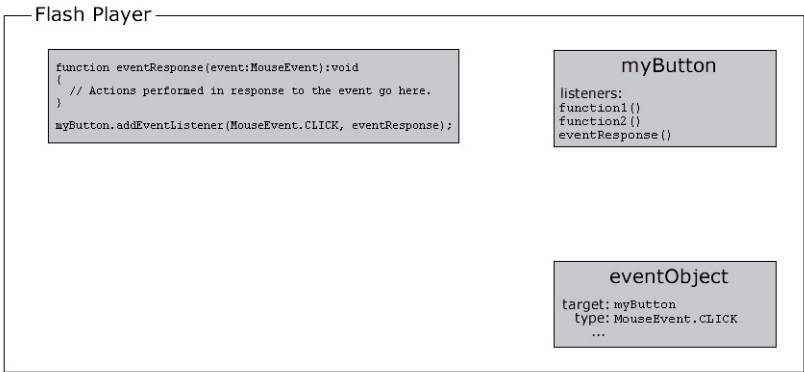 Flash Player
function eventResponse(event:MouseEvent):void
{
// Actions performed in response to the event go here.
}
myButton.addEventListener(MouseEvent.CLICK, eventResponse);
myButton
listeners:
function1()
function2()
eventResponse()
eventObject
target: myButton
type: MouseEvent.CLICK
...